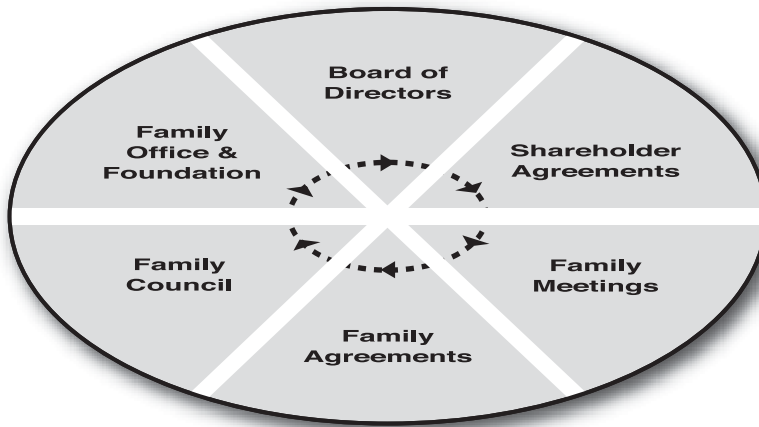 Board of
Directors
Shareholder
Agreements
Family
Meetings
Family
Agreements
Family
Council
Family
Office &
Foundation